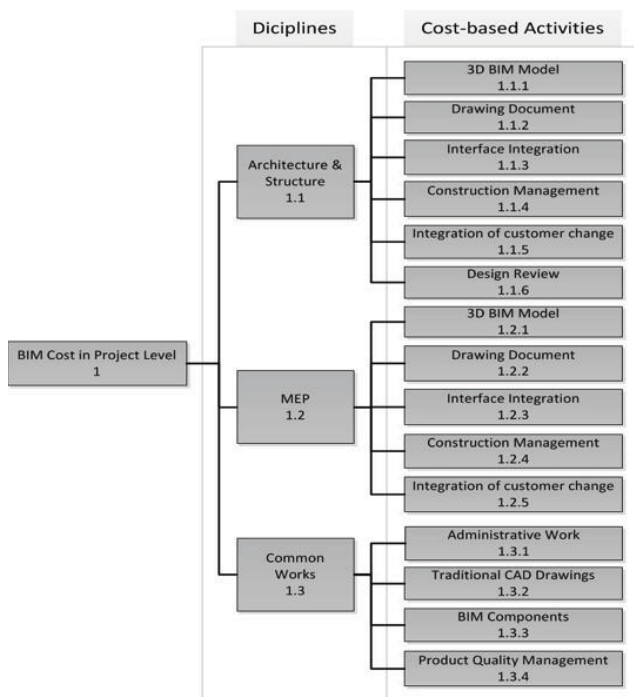 Diciplines
Cost-based Activities
BIM Cost in Project Level
1
Architecture &
Structure
1.1
3D BIM Model
1.1.1
Drawing Document
1.1.2
Interface Integration
1.1.3
Construction Management
1.1.4
Integration of customer change
1.1.5
Design Review
1.1.6
MEP
1.2
3D BIM Model
1.2.1
Drawing Document
1.2.2
Interface Integration
1.2.3
Construction Management
1.2.4
Integration of customer change
1.2.5
Common
Works
1.3
Administrative Work
1.3.1
Traditional CAD Drawings
1.3.2
BIM Components
1.3.3
Product Quality Management
1.3.4